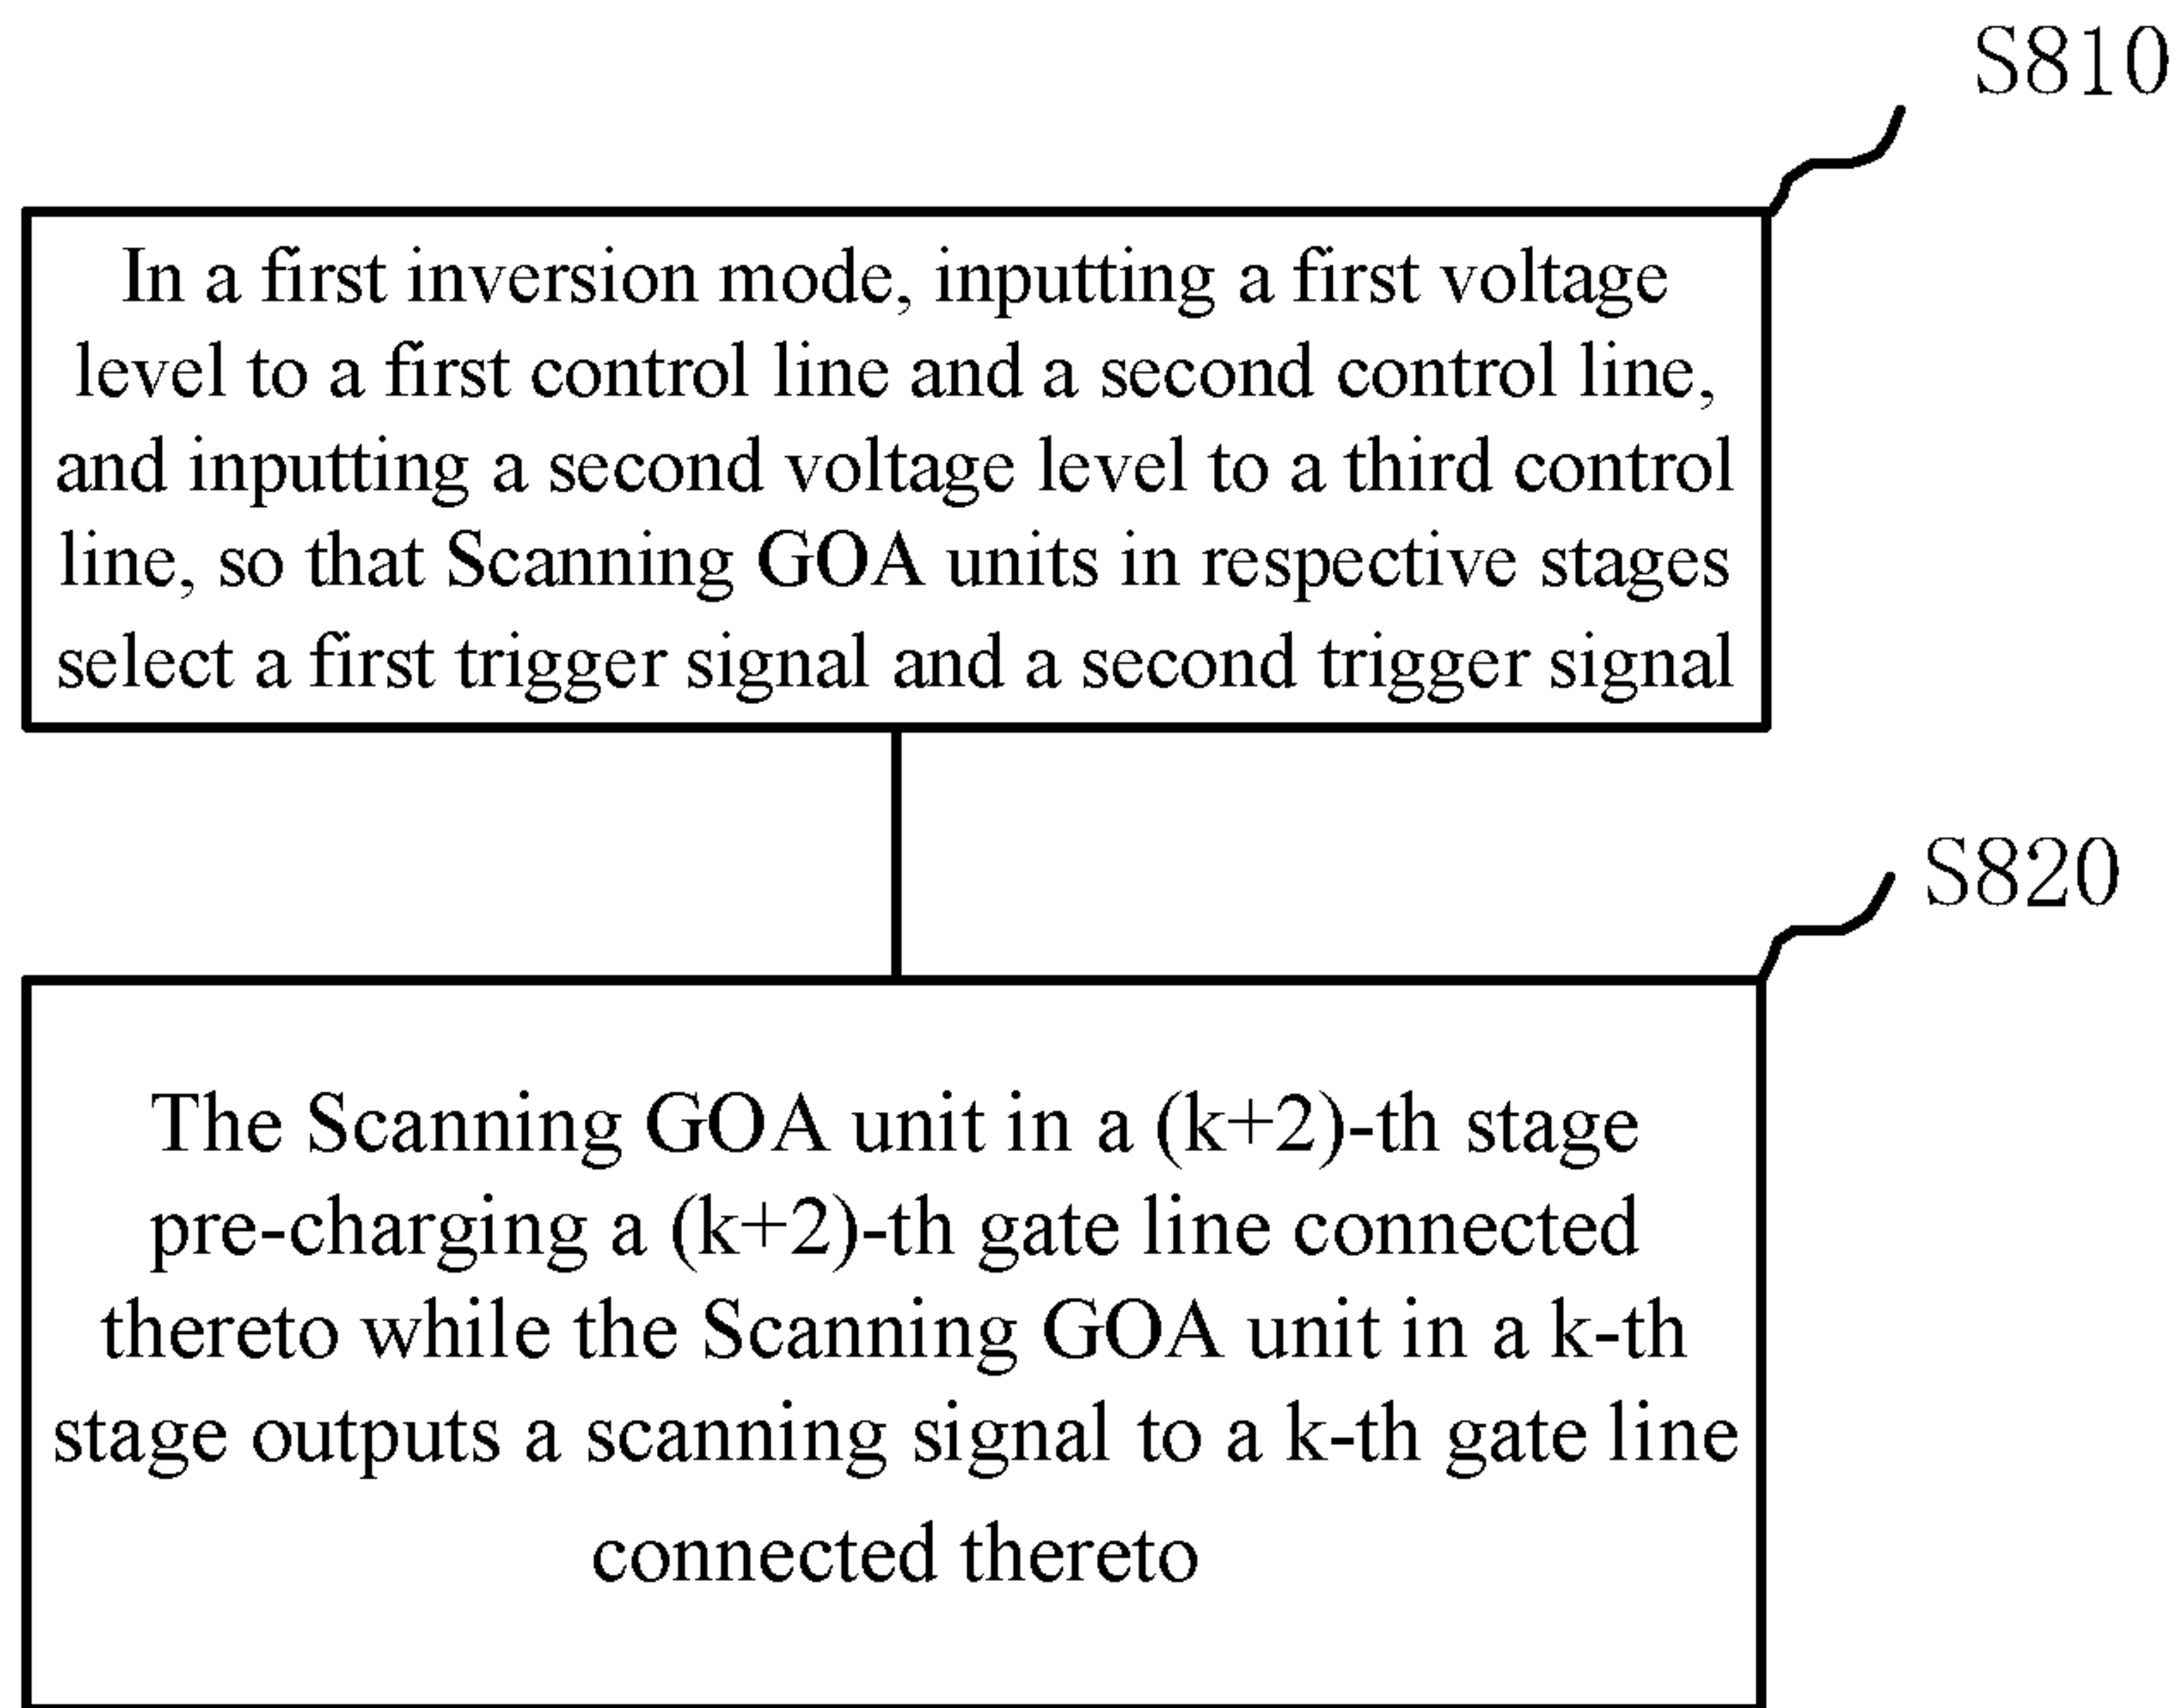 S810
In a first inversion mode, inputting a first voltage
level to a first control line and a second control line,
and inputting a second voltage level to a third control
line, so that Scanning GOA units in respective stages
select a first trigger signal and a second trigger signal
S820
The Scanning GOA unit in a (k+2)-th stage
pre-charging a (k+2)-th gate line connected
thereto while the Scanning GOA unit in a k-th
stage outputs a scanning signal to a k-th gate line
connected thereto